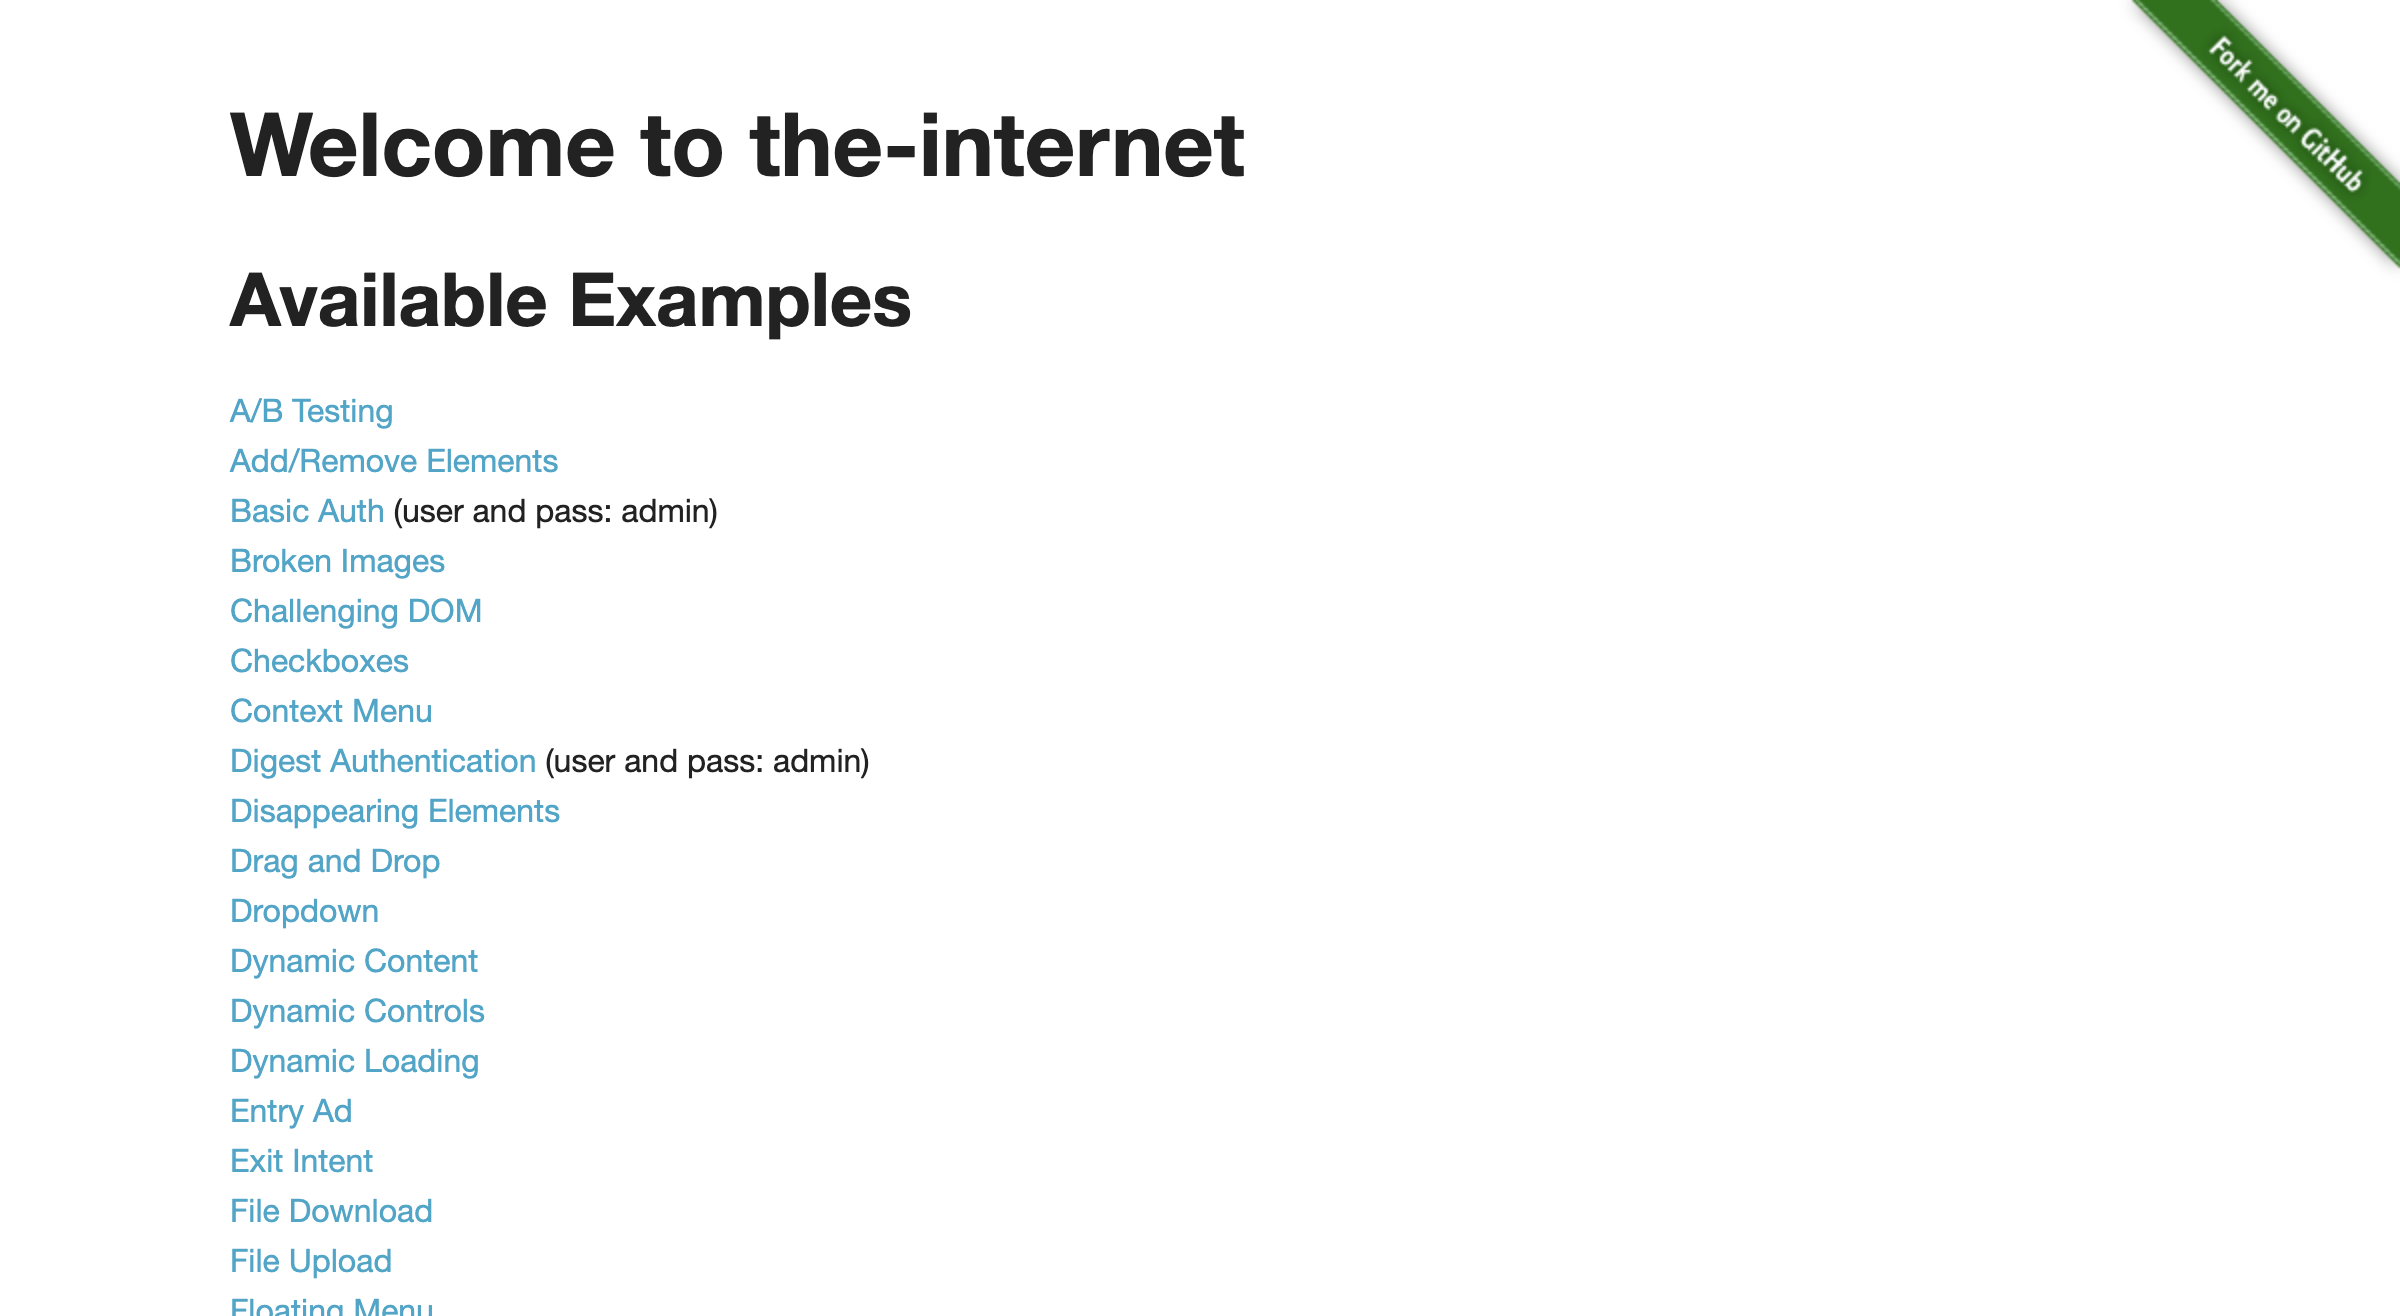 Fork me on GitHub
Welcome to the-internet
Available Examples
A/B Testing
Add/Remove Elements
Basic Auth (user and pass: admin)
Broken Images
Challenging DOM
Checkboxes
Context Menu
Digest Authentication (user and pass: admin)
Disappearing Elements
Drag and Drop
Dropdown
Dynamic Content
Dynamic Controls
Dynamic Loading
Entry Ad
Exit Intent
File Download
File Upload
Floating Menu